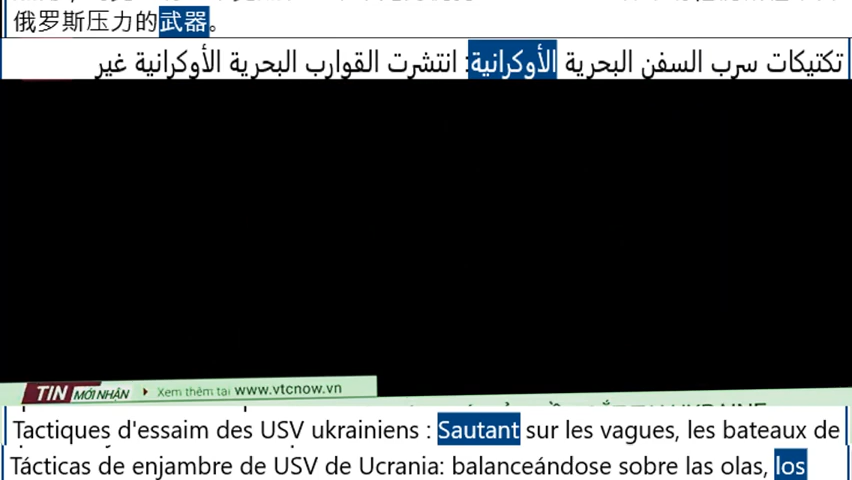 俄罗斯压力的武器。
تكتيكات سرب السفن البحرية الأوكرانية: انتشرت القوارب البحرية الأوكرانية غير
TIN MỚI NHẬN Xem thêm tại www.vtcnow.vn
UKRAINE
Tactiques d'essaim des USV ukrainiens : Sautant sur les vagues, les bateaux de
Tácticas de enjambre de USV de Ucrania: balanceándose sobre las olas, los